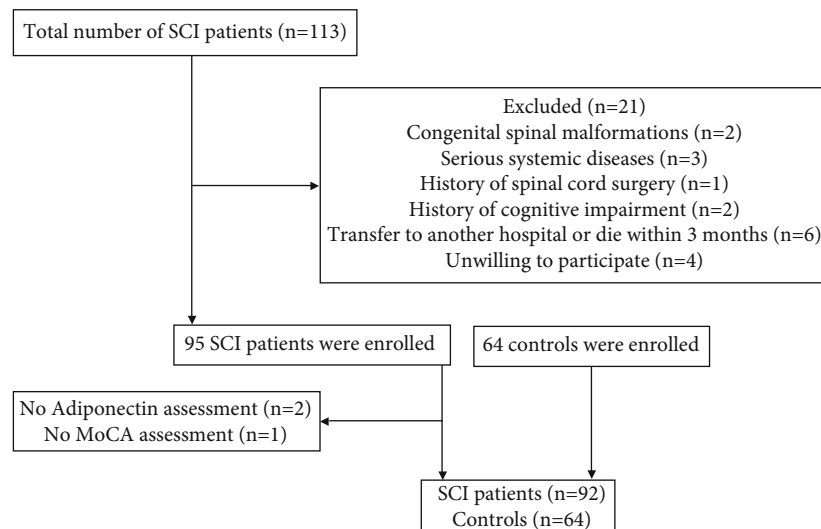 Total number of SCI patients (n=113)
Excluded (n=21)
Congenital spinal malformations (n=2)
Serious systemic diseases (n=3)
History of spinal cord surgery (n=1)
History of cognitive impairment (n=2)
Transfer to another hospital or die within 3 months (n=6)
Unwilling to participate (n=4)
95 SCI patients were enrolled
64 controls were enrolled
No Adiponectin assessment (n=2)
No MoCA assessment (n=1)
SCI patients (n=92)
Controls (n=64)